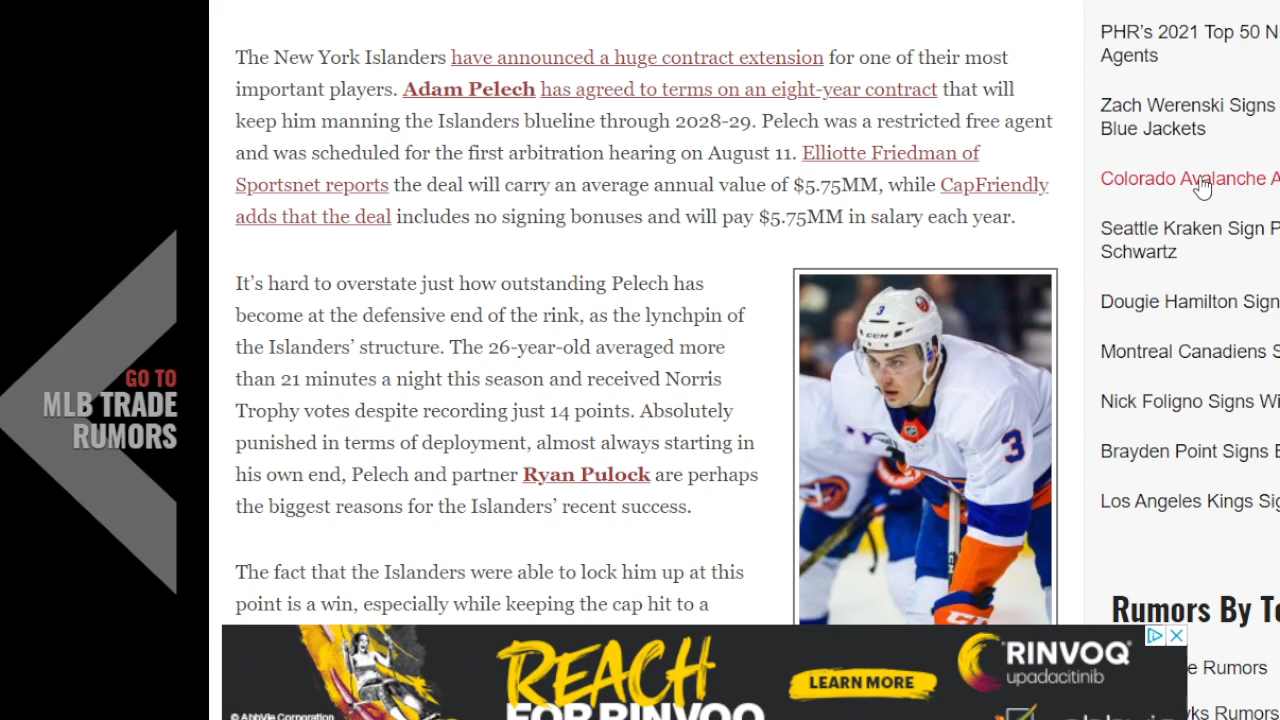 The New York Islanders have announced a huge contract extension for one of their most
important players. Adam Pelech has agreed to terms on an eight-year contract that will
keep him manning the Islanders blueline through 2028-29. Pelech was a restricted free agent
and was scheduled for the first arbitration hearing on August 11. Elliotte Friedman of
Sportsnet reports the deal will carry an average annual value of $5.75MM, while CapFriendly
adds that the deal includes no signing bonuses and will pay $5.75MM in salary each year.
It’s hard to overstate just how outstanding Pelech has
become at the defensive end of the rink, as the lynchpin of
the Islanders’ structure. The 26-year-old averaged more
than 21 minutes a night this season and received Norris
Trophy votes despite recording just 14 points. Absolutely
punished in terms of deployment, almost always starting in
his own end, Pelech and partner Ryan Pulock are perhaps
the biggest reasons for the Islanders’ recent success.
The fact that the Islanders were able to lock him up at this
point is a win, especially while keeping the cap hit to a
GO TO
MLB TRADE
RUMORS
3
CCM
3
PHR’s 2021 Top 50 N
Agents
Zach Werenski Signs
Blue Jackets
Colorado Avalanche A
Seattle Kraken Sign P
Schwartz
Dougie Hamilton Sign
Montreal Canadiens S
Nick Foligno Signs Wi
Brayden Point Signs E
Los Angeles Kings Sig
Rumors By Te
e Rumors
ks Rumors
REACH
FOR RINVOQ
LEARN MORE
RINVOQ®
upadacitinib
© AbbVie Corporation
abbvie